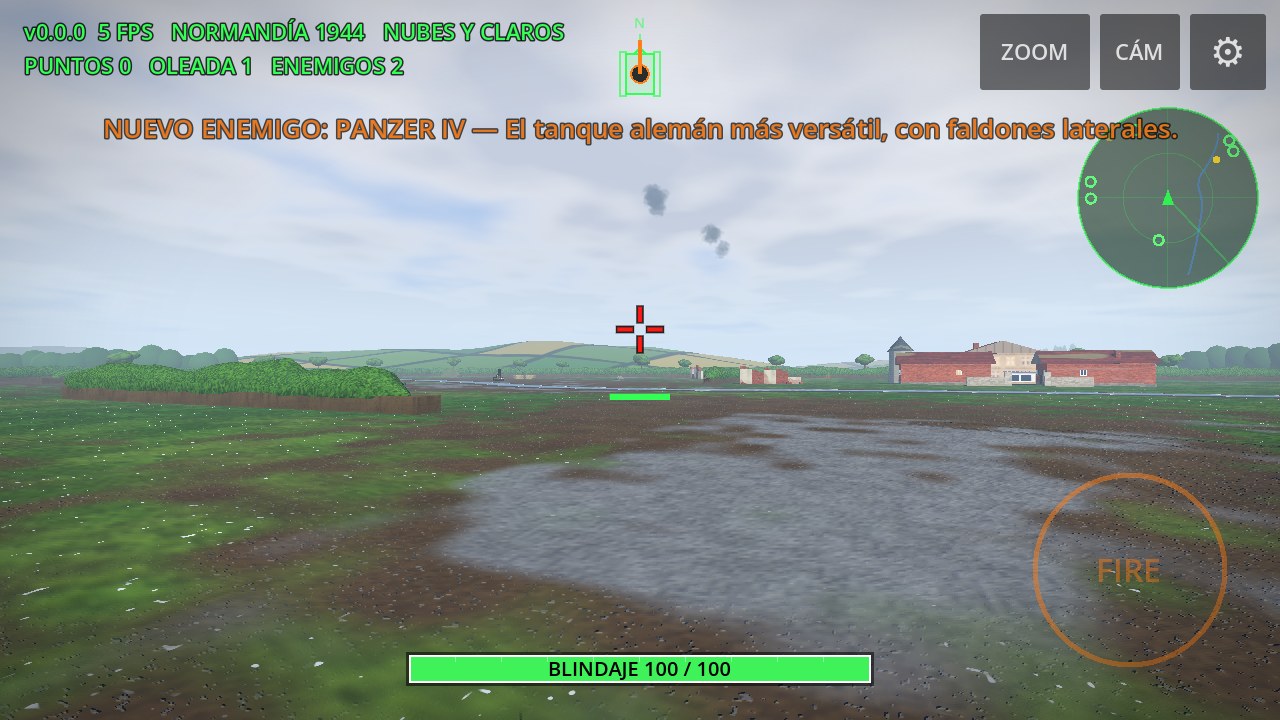 v0.0.0 5 FPS NORMANDÍA 1944 NUBES Y CLAROS
PUNTOS 0 OLEADA 1 ENEMIGOS 2
N
ZOOM
CÁM
NUEVO ENEMIGO: PANZER IV — El tanque alemán más versátil, con faldones laterales.
FIRE
BLINDAJE 100 / 100